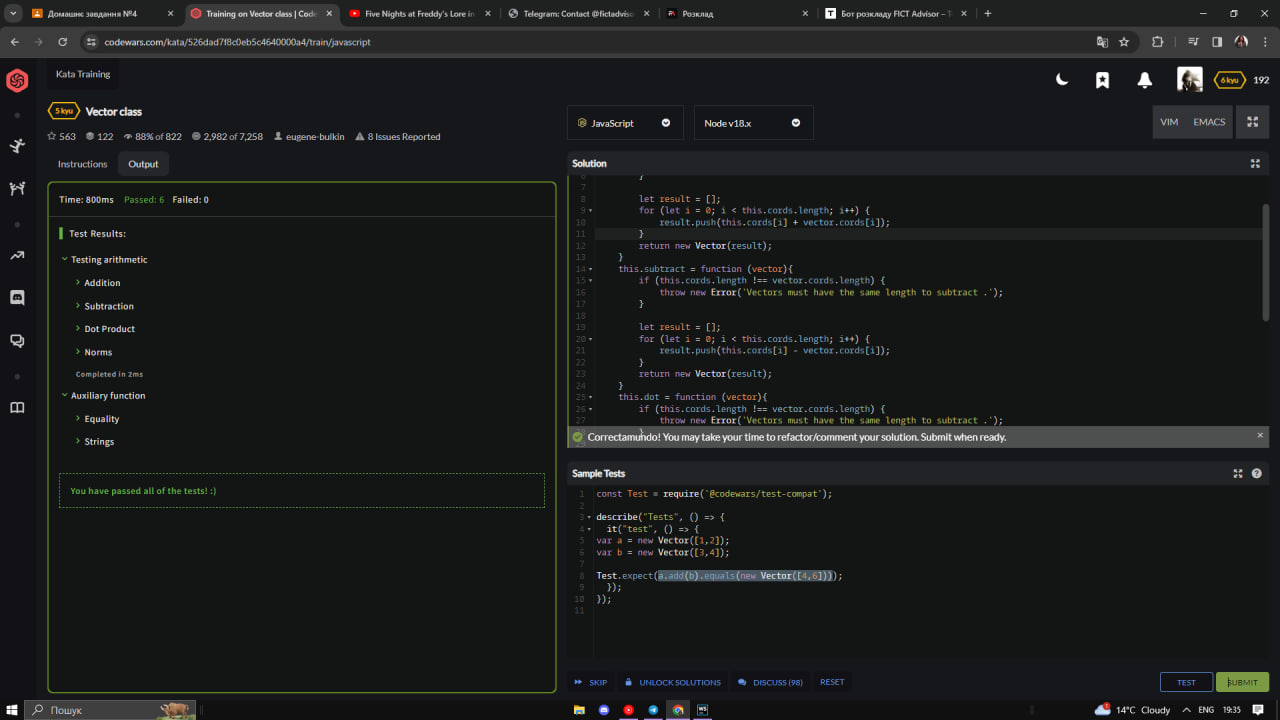 Домашнє завдання №4
Training on Vector class | Code
Five Nights at Freddy's Lore in
Telegram: Contact @fictadviso
Розклад
Бот розкладу FICT Advisor – T
codewars.com/kata/526dad7f8c0eb5c4640000a4/train/javascript
Kata Training
6 kyu
192
5 kyu
Vector class
563
122
88% of 822
2,982 of 7,258
eugene-bulkin
8 Issues Reported
JavaScript
Node v18.x
VIM
EMACS
Instructions
Output
Time: 800ms Passed: 6 Failed: 0
Test Results:
Testing arithmetic
Addition
Subtraction
Dot Product
Norms
Completed in 2ms
Auxiliary function
Equality
Strings
You have passed all of the tests! :)
Solution
6 }
7
8 let result = [];
9 for (let i = 0; i < this.cords.length; i++) {
10 result.push(this.cords[i] + vector.cords[i]);
11 }
12 return new Vector(result);
13 }
14 this.subtract = function (vector){
15 if (this.cords.length !== vector.cords.length) {
16 throw new Error('Vectors must have the same length to subtract .');
17 }
18
19 let result = [];
20 for (let i = 0; i < this.cords.length; i++) {
21 result.push(this.cords[i] - vector.cords[i]);
22 }
23 return new Vector(result);
24 }
25 this.dot = function (vector){
26 if (this.cords.length !== vector.cords.length) {
27 throw new Error('Vectors must have the same length to subtract .');
28 }
Correctamundo! You may take your time to refactor/comment your solution. Submit when ready.
Sample Tests
1 const Test = require('@codewars/test-compat');
2
3 describe("Tests", () => {
4 it("test", () => {
5 var a = new Vector([1,2]);
6 var b = new Vector([3,4]);
7
8 Test.expect(a.add(b).equals(new Vector([4,6])));
9 });
10 });
11
SKIP
UNLOCK SOLUTIONS
DISCUSS (98)
RESET
TEST
SUBMIT
Пошук
WS
14°C Cloudy
ENG
19:35